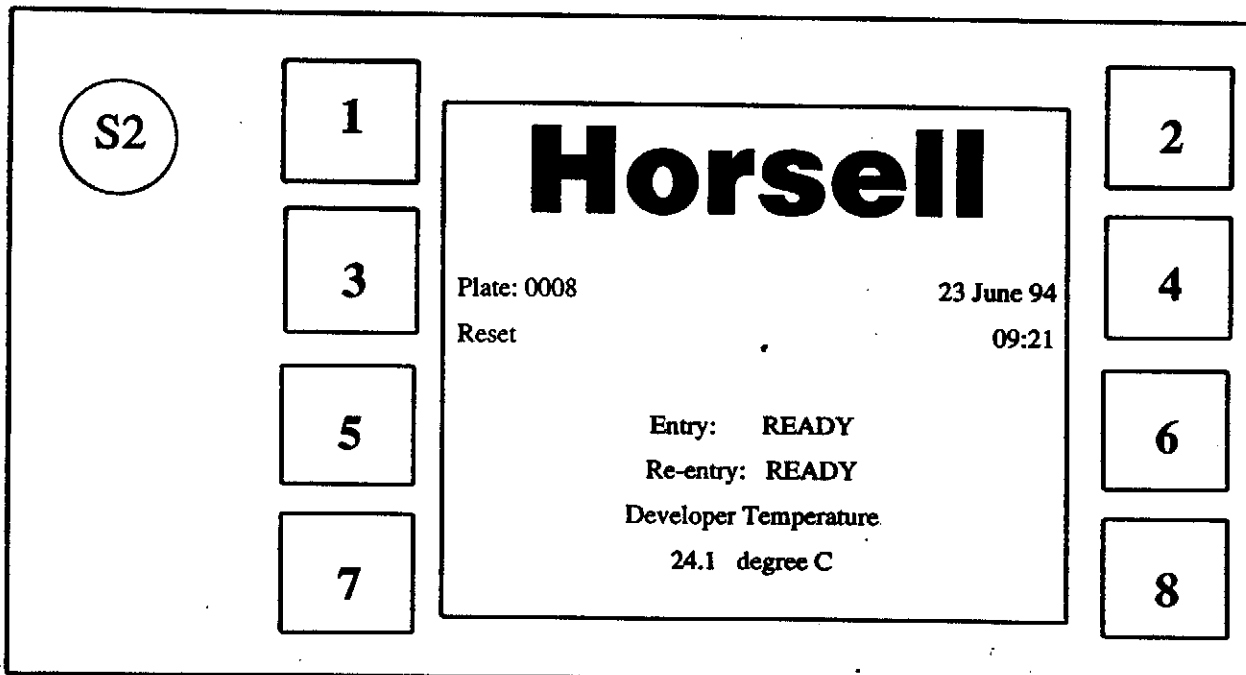 S2
1
2
Horsell
3
Plate: 0008
23 June 94
4
Reset
09:21
5
Entry: READY
6
Re-entry: READY
Developer Temperature
7
24.1 degree C
8